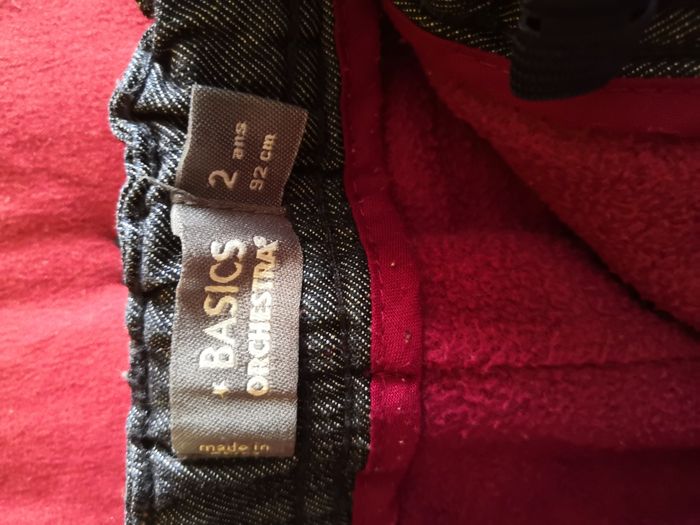 2 ans
92 cm
BASICS
ORCHESTRA
made in